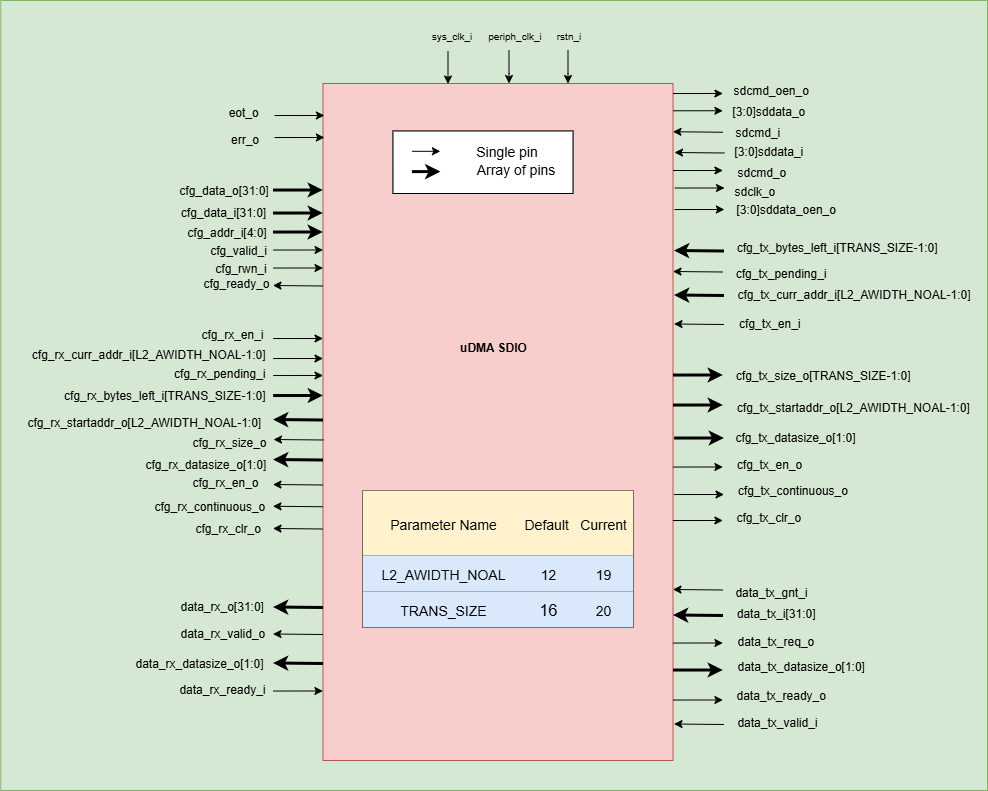 sys_clk_i periph_clk_i rstn_i
eot_o
err_o
cfg_data_o[31:0]
cfg_data_i[31:0]
cfg_addr_i[4:0]
cfg_valid_i
cfg_rwn_i
cfg_ready_o
cfg_rx_en_i
cfg_rx_curr_addr_i[L2_AWIDTH_NOAL-1:0]
cfg_rx_pending_i
cfg_rx_bytes_left_i[TRANS_SIZE-1:0]
cfg_rx_startaddr_o[L2_AWIDTH_NOAL-1:0]
cfg_rx_size_o
cfg_rx_datasize_o[1:0]
cfg_rx_en_o
cfg_rx_continuous_o
cfg_rx_clr_o
data_rx_o[31:0]
data_rx_valid_o
data_rx_datasize_o[1:0]
data_rx_ready_i
Single pin
Array of pins
uDMA SDIO
Parameter Name Default Current
L2_AWIDTH_NOAL 12 19
TRANS_SIZE 16 20
sdcmd_oen_o
[3:0]sddata_o
sdcmd_i
[3:0]sddata_i
sdcmd_o
sdclk_o
[3:0]sddata_oen_o
cfg_tx_bytes_left_i[TRANS_SIZE-1:0]
cfg_tx_pending_i
cfg_tx_curr_addr_i[L2_AWIDTH_NOAL-1:0]
cfg_tx_en_i
cfg_tx_size_o[TRANS_SIZE-1:0]
cfg_tx_startaddr_o[L2_AWIDTH_NOAL-1:0]
cfg_tx_datasize_o[1:0]
cfg_tx_en_o
cfg_tx_continuous_o
cfg_tx_clr_o
data_tx_gnt_i
data_tx_i[31:0]
data_tx_req_o
data_tx_datasize_o[1:0]
data_tx_ready_o
data_tx_valid_i